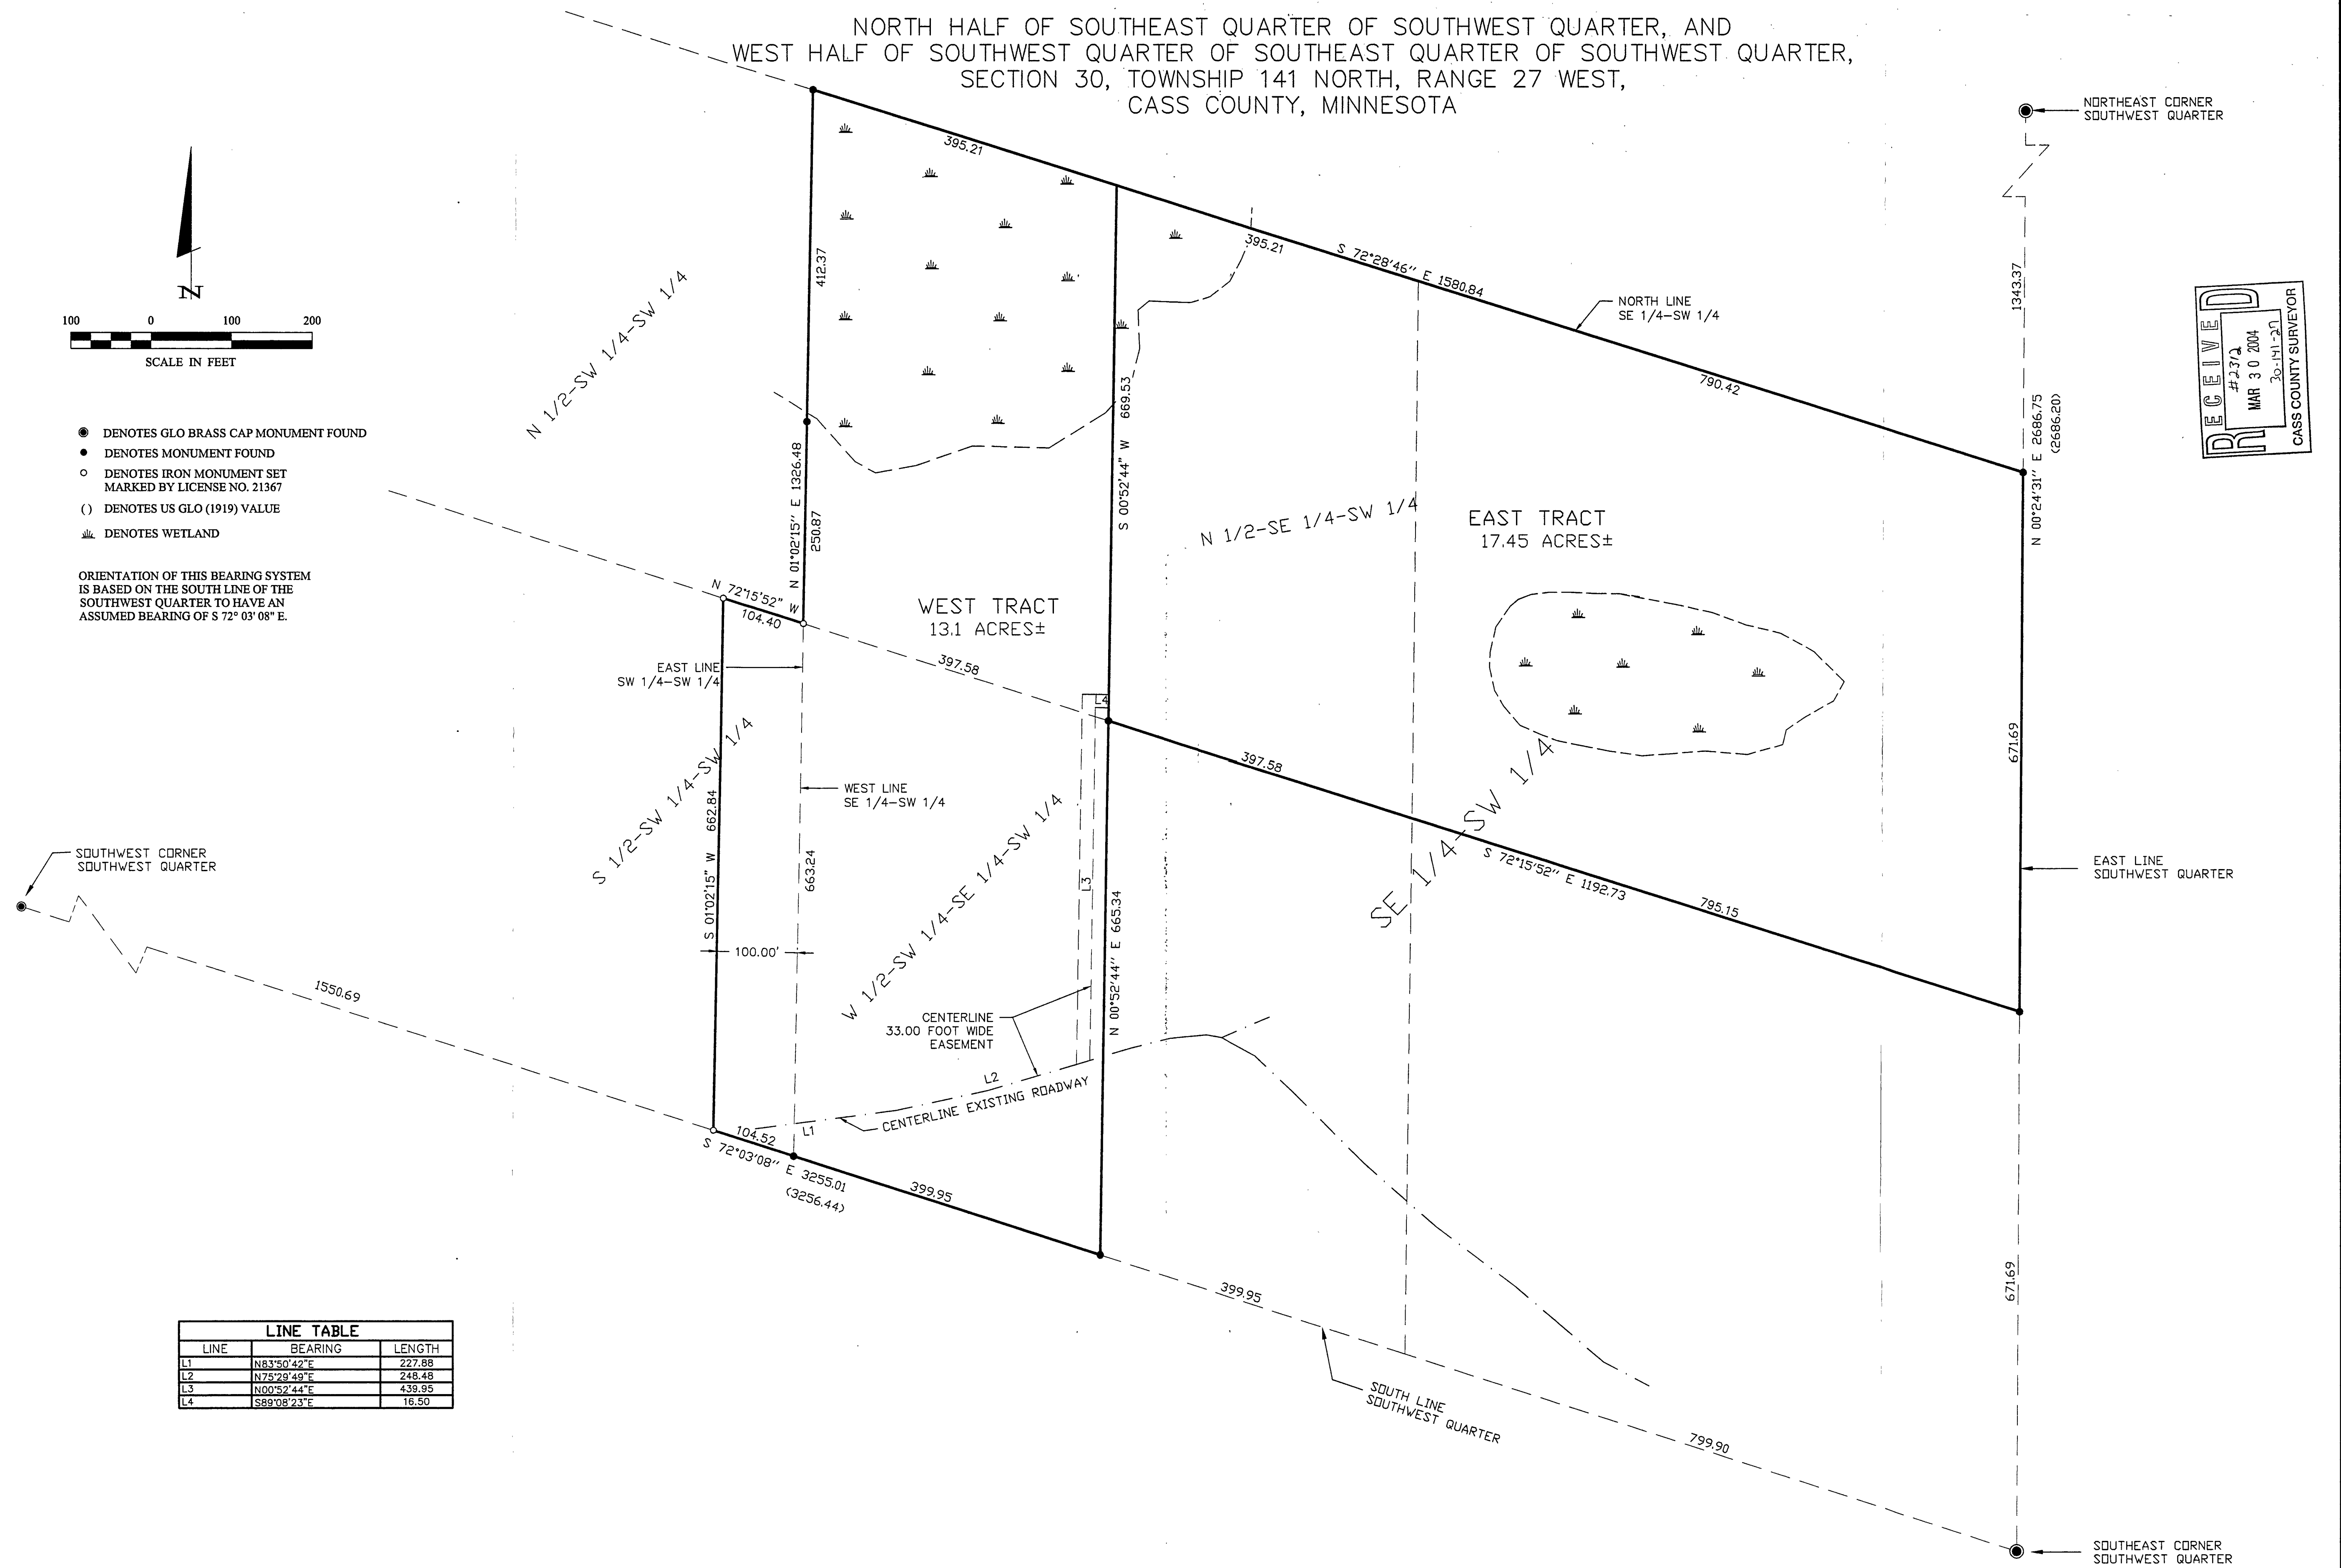 NORTH HALF OF SOUTHEAST QUARTER OF SOUTHWEST QUARTER, AND
WEST HALF OF SOUTHWEST QUARTER OF SOUTHEAST QUARTER OF SOUTHWEST QUARTER,
SECTION 30, TOWNSHIP 141 NORTH, RANGE 27 WEST,
CASS COUNTY, MINNESOTA
NORTHEAST CORNER
SOUTHWEST QUARTER
N
100 0 100 200
SCALE IN FEET
DENOTES GLO BRASS CAP MONUMENT FOUND
DENOTES MONUMENT FOUND
DENOTES IRON MONUMENT SET
MARKED BY LICENSE NO. 21367
( ) DENOTES US GLO (1919) VALUE
DENOTES WETLAND
ORIENTATION OF THIS BEARING SYSTEM
IS BASED ON THE SOUTH LINE OF THE
SOUTHWEST QUARTER TO HAVE AN
ASSUMED BEARING OF S 72° 03' 08" E.
395.21
395.21
S 72°28'46" E 1580.84
790.42
NORTH LINE
SE 1/4-SW 1/4
1343.37
N 00°24'31" E 2686.75
(2686.20)
RECEIVED
#2312
MAR 30 2004
30-141-27
CASS COUNTY SURVEYOR
N 1/2-SW 1/4-SW 1/4
412.37
N 01°02'15" E 1326.48
250.87
S 00°52'44" W 669.53
N 1/2-SE 1/4-SW 1/4
EAST TRACT
17.45 ACRES±
WEST TRACT
13.1 ACRES±
N 72°15'52" W
104.40
397.58
EAST LINE
SW 1/4-SW 1/4
WEST LINE
SE 1/4-SW 1/4
S 1/2-SW 1/4-SW 1/4
S 01°02'15" W 662.84
663.24
100.00'
W 1/2-SW 1/4-SE 1/4-SW 1/4
L4
L3
N 00°52'44" E 665.34
397.58
S 72°15'52" E 1192.73
795.15
SE 1/4-SW 1/4
671.69
EAST LINE
SOUTHWEST QUARTER
SOUTHWEST CORNER
SOUTHWEST QUARTER
1550.69
CENTERLINE
33.00 FOOT WIDE
EASEMENT
L2
CENTERLINE EXISTING ROADWAY
L1
104.52
S 72°03'08" E 3255.01
(3256.44)
399.95
399.95
671.69
SOUTH LINE
SOUTHWEST QUARTER
799.90
LINE TABLE
LINE BEARING LENGTH
L1 N83°50'42"E 227.88
L2 N75°29'49"E 248.48
L3 N00°52'44"E 439.95
L4 S89°08'23"E 16.50
SOUTHEAST CORNER
SOUTHWEST QUARTER